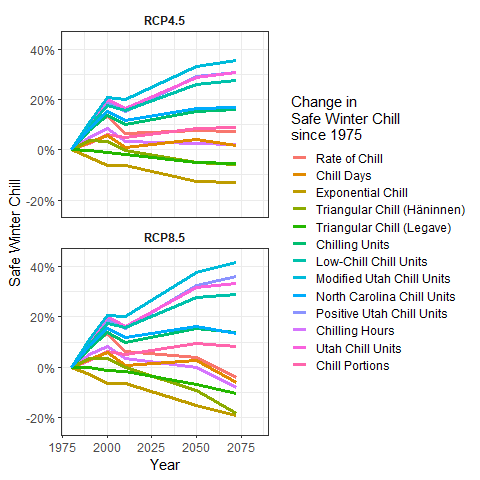 RCP4.5
40%
20%
0%
-20%
RCP8.5
40%
20%
0%
-20%
Safe Winter Chill
1975 2000 2025 2050 2075
Year
Change in
Safe Winter Chill
since 1975
Rate of Chill
Chill Days
Exponential Chill
Triangular Chill (Häninnen)
Triangular Chill (Legave)
Chilling Units
Low-Chill Chill Units
Modified Utah Chill Units
North Carolina Chill Units
Positive Utah Chill Units
Chilling Hours
Utah Chill Units
Chill Portions